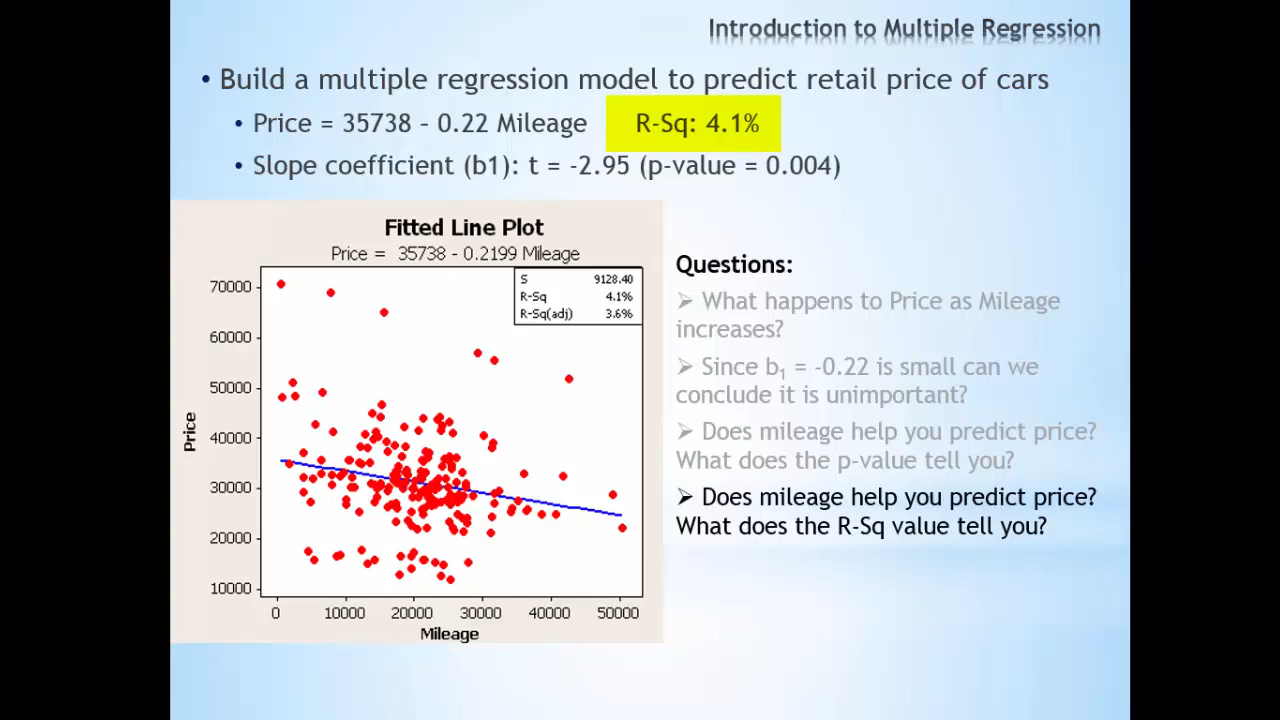 Introduction to Multiple Regression
• Build a multiple regression model to predict retail price of cars
• Price = 35738 – 0.22 Mileage R-Sq: 4.1%
• Slope coefficient (b1): t = -2.95 (p-value = 0.004)
Fitted Line Plot
Price = 35738 - 0.2199 Mileage
S 9128.40
R-Sq 4.1%
R-Sq(adj) 3.6%
70000
60000
50000
40000
30000
20000
10000
Price
0 10000 20000 30000 40000 50000
Mileage
Questions:
➢ What happens to Price as Mileage
increases?
➢ Since b₁ = -0.22 is small can we
conclude it is unimportant?
➢ Does mileage help you predict price?
What does the p-value tell you?
➢ Does mileage help you predict price?
What does the R-Sq value tell you?